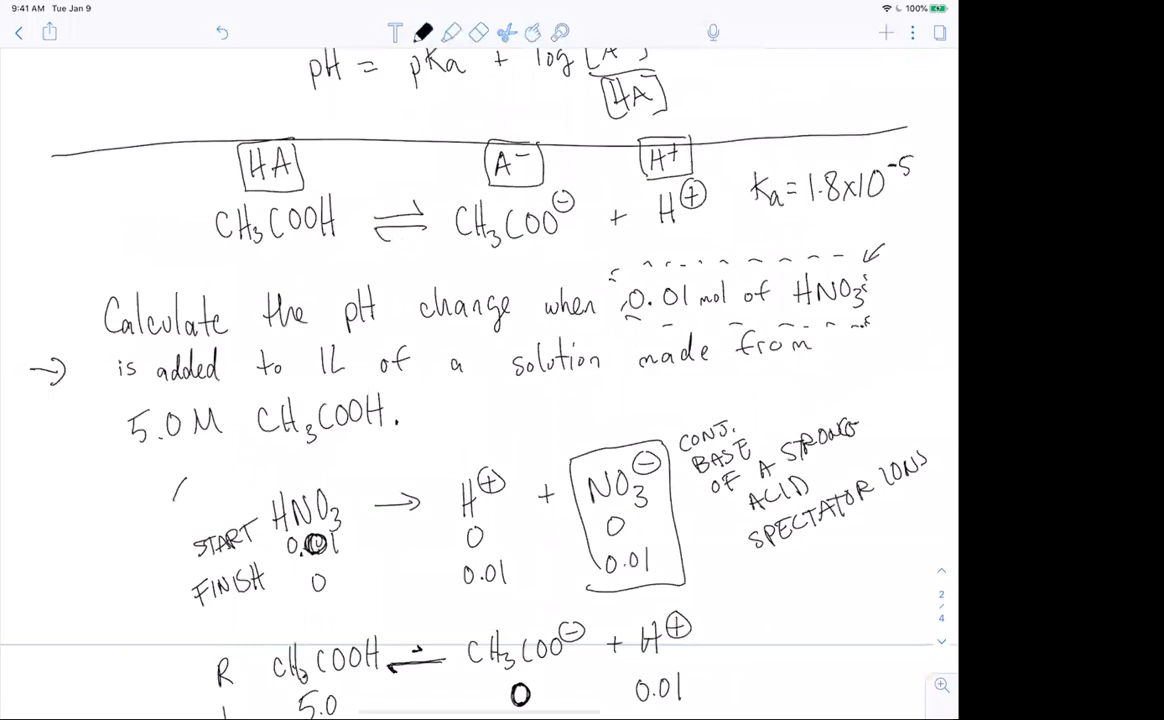 9:41 AM Tue Jan 9
100%
T
pH = pKa + log [A⁻]
[HA]
HA A⁻ H⁺
CH₃COOH ⇌ CH₃COO⊖ + H⊕ Ka = 1.8x10⁻⁵
Calculate the pH change when 0.01 mol of HNO₃
→ is added to 1L of a solution made from
5.0 M CH₃COOH.
HNO₃ → H⊕ + NO₃⊖
START 0.01 0 0
FINISH 0 0.01 0.01
CONJ.
BASE
OF A STRONG
ACID
SPECTATOR IONS
R CH₃COOH ⇌ CH₃COO⊖ + H⊕
5.0 0 0.01
2
/
4